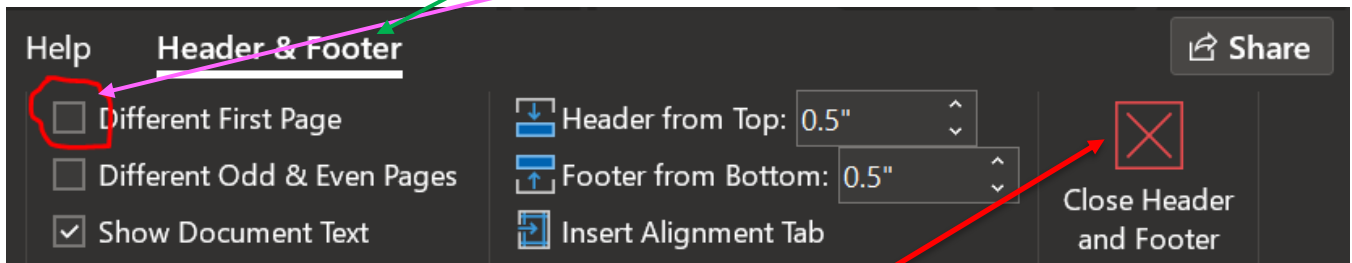 Help Header & Footer Share
Different First Page Header from Top: 0.5"
Different Odd & Even Pages Footer from Bottom: 0.5"
Show Document Text Insert Alignment Tab
Close Header
and Footer